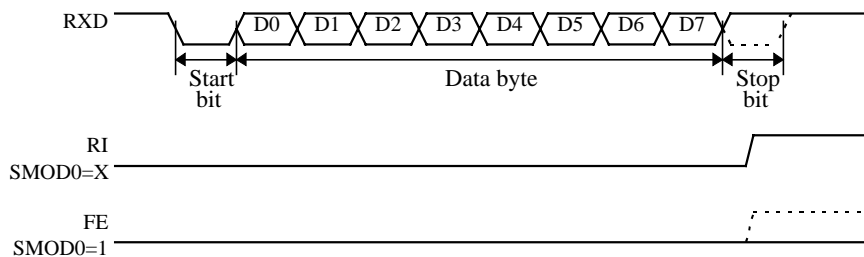 RXD
D0 D1 D2 D3 D4 D5 D6 D7
Start
bit
Data byte
Stop
bit
RI
SMOD0=X
FE
SMOD0=1